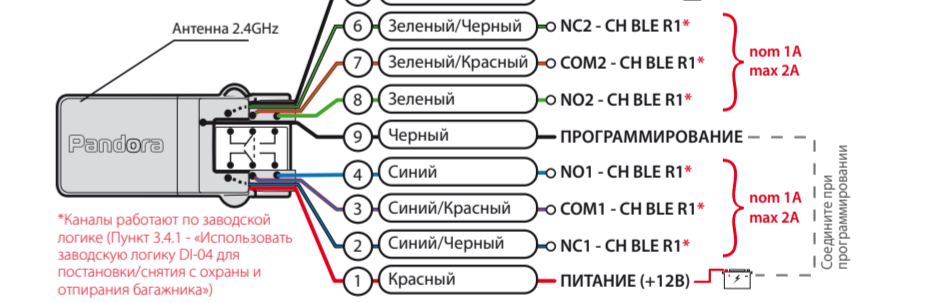 Антенна 2.4GHz
6 Зеленый/Черный NC2 - CH BLE R1*
7 Зеленый/Красный COM2 - CH BLE R1*
8 Зеленый NO2 - CH BLE R1*
nom 1A
max 2A
Pandora
9 Черный ПРОГРАММИРОВАНИЕ
4 Синий NO1 - CH BLE R1*
3 Синий/Красный COM1 - CH BLE R1*
2 Синий/Черный NC1 - CH BLE R1*
nom 1A
max 2A
1 Красный ПИТАНИЕ (+12В)
Соедините при
программировании
*Каналы работают по заводской
логике (Пункт 3.4.1 - «Использовать
заводскую логику DI-04 для
постановки/снятия с охраны и
отпирания багажника»)